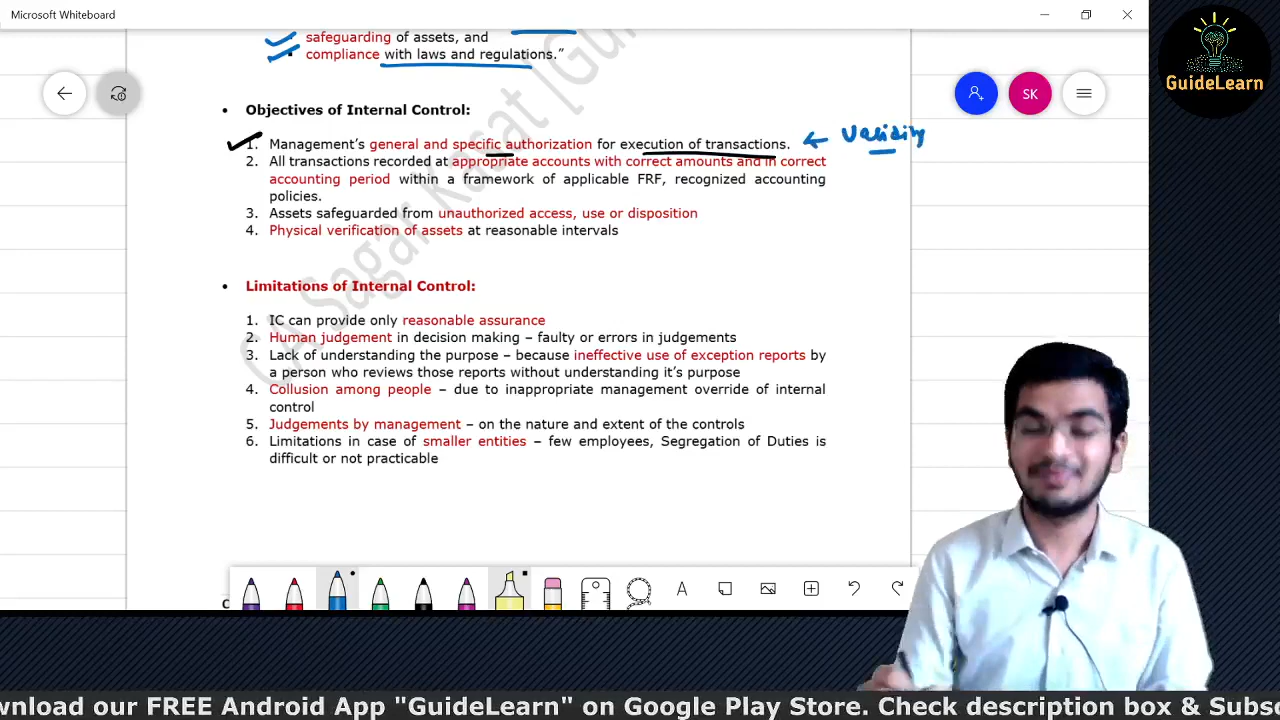 Microsoft Whiteboard
safeguarding of assets, and
compliance with laws and regulations.”
GuideLearn
SK
• Objectives of Internal Control:
1. Management’s general and specific authorization for execution of transactions. ← Validity
2. All transactions recorded at appropriate accounts with correct amounts and in correct
accounting period within a framework of applicable FRF, recognized accounting
policies.
3. Assets safeguarded from unauthorized access, use or disposition
4. Physical verification of assets at reasonable intervals
• Limitations of Internal Control:
1. IC can provide only reasonable assurance
2. Human judgement in decision making – faulty or errors in judgements
3. Lack of understanding the purpose – because ineffective use of exception reports by
a person who reviews those reports without understanding it’s purpose
4. Collusion among people – due to inappropriate management override of internal
control
5. Judgements by management – on the nature and extent of the controls
6. Limitations in case of smaller entities – few employees, Segregation of Duties is
difficult or not practicable
CA Sagar Kasat [Gu
A
wnload our FREE Android App "GuideLearn" on Google Play Store. Check description box & Subs